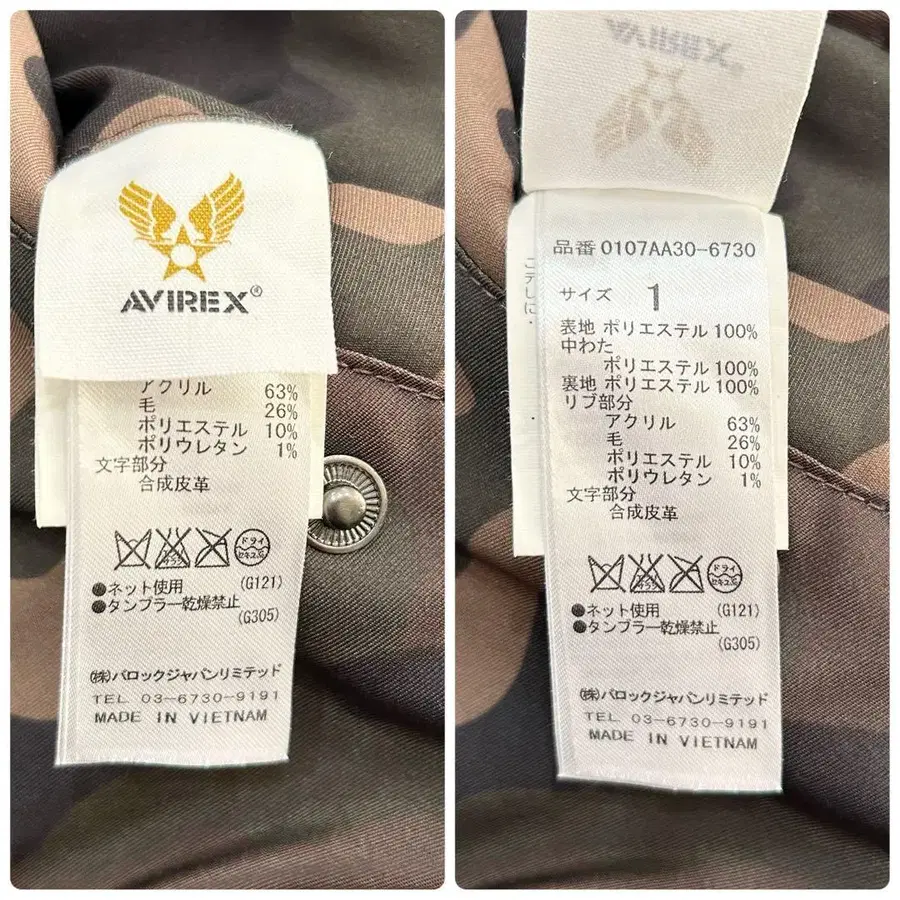 AVIREX®
アクリル 63%
毛 26%
ポリエステル 10%
ポリウレタン 1%
文字部分
合成皮革
ドライ
セキユ系
●ネット使用 (G121)
●タンブラー乾燥禁止
(G305)
㈱バロックジャパンリミテッド
TEL 03-6730-9191
MADE IN VIETNAM
AVIREX®
品番 0107AA30-6730
サイズ 1
表地 ポリエステル 100%
中わた
ポリエステル 100%
裏地 ポリエステル 100%
リブ部分
アクリル 63%
毛 26%
ポリエステル 10%
ポリウレタン 1%
文字部分
合成皮革
ドライ
セキユ系
●ネット使用 (G121)
●タンブラー乾燥禁止
(G305)
㈱バロックジャパンリミテッド
TEL 03-6730-9191
MADE IN VIETNAM